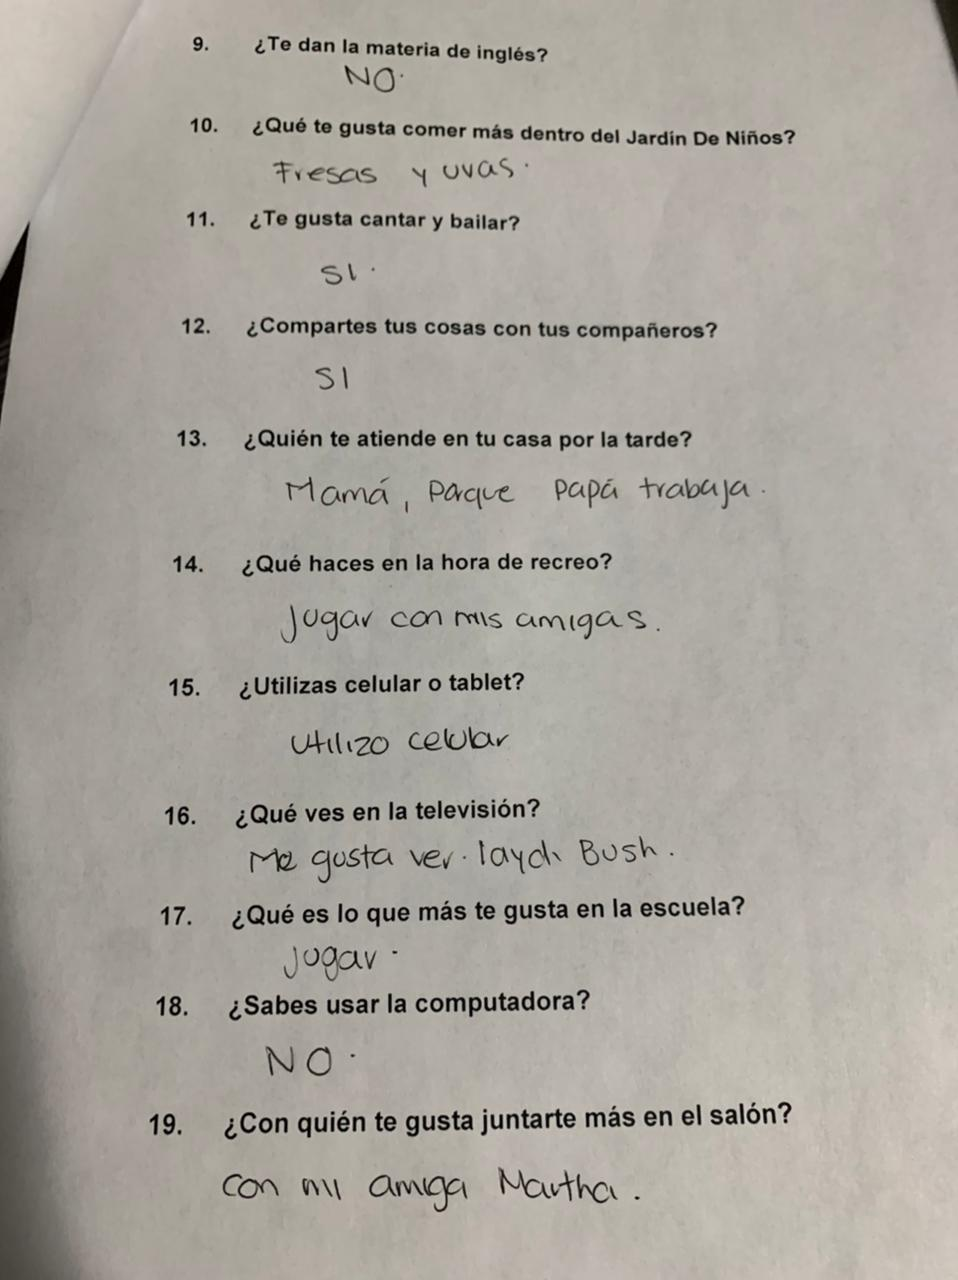 9. ¿Te dan la materia de inglés?
NO.
10. ¿Qué te gusta comer más dentro del Jardín De Niños?
Fresas y uvas.
11. ¿Te gusta cantar y bailar?
SI.
12. ¿Compartes tus cosas con tus compañeros?
SI
13. ¿Quién te atiende en tu casa por la tarde?
Mamá, porque papá trabaja.
14. ¿Qué haces en la hora de recreo?
Jugar con mis amigas.
15. ¿Utilizas celular o tablet?
Utilizo celular
16. ¿Qué ves en la televisión?
Me gusta ver. laydi Bush.
17. ¿Qué es lo que más te gusta en la escuela?
Jugar.
18. ¿Sabes usar la computadora?
NO.
19. ¿Con quién te gusta juntarte más en el salón?
Con mi amiga Martha.